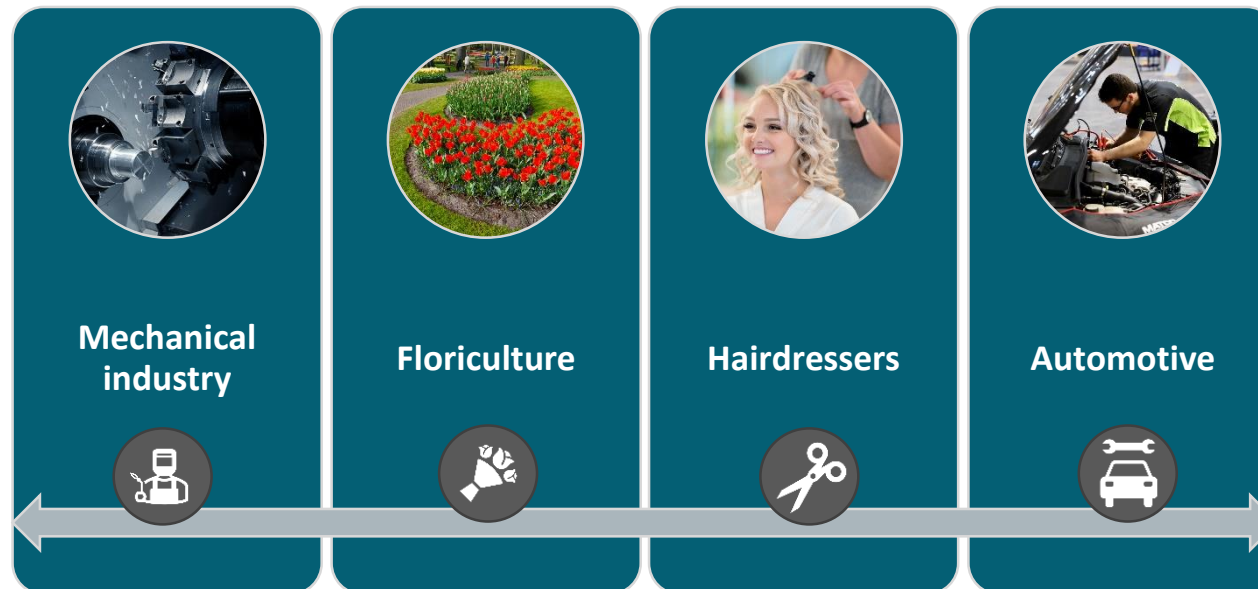 Mechanical
industry
Floriculture
Hairdressers
Automotive